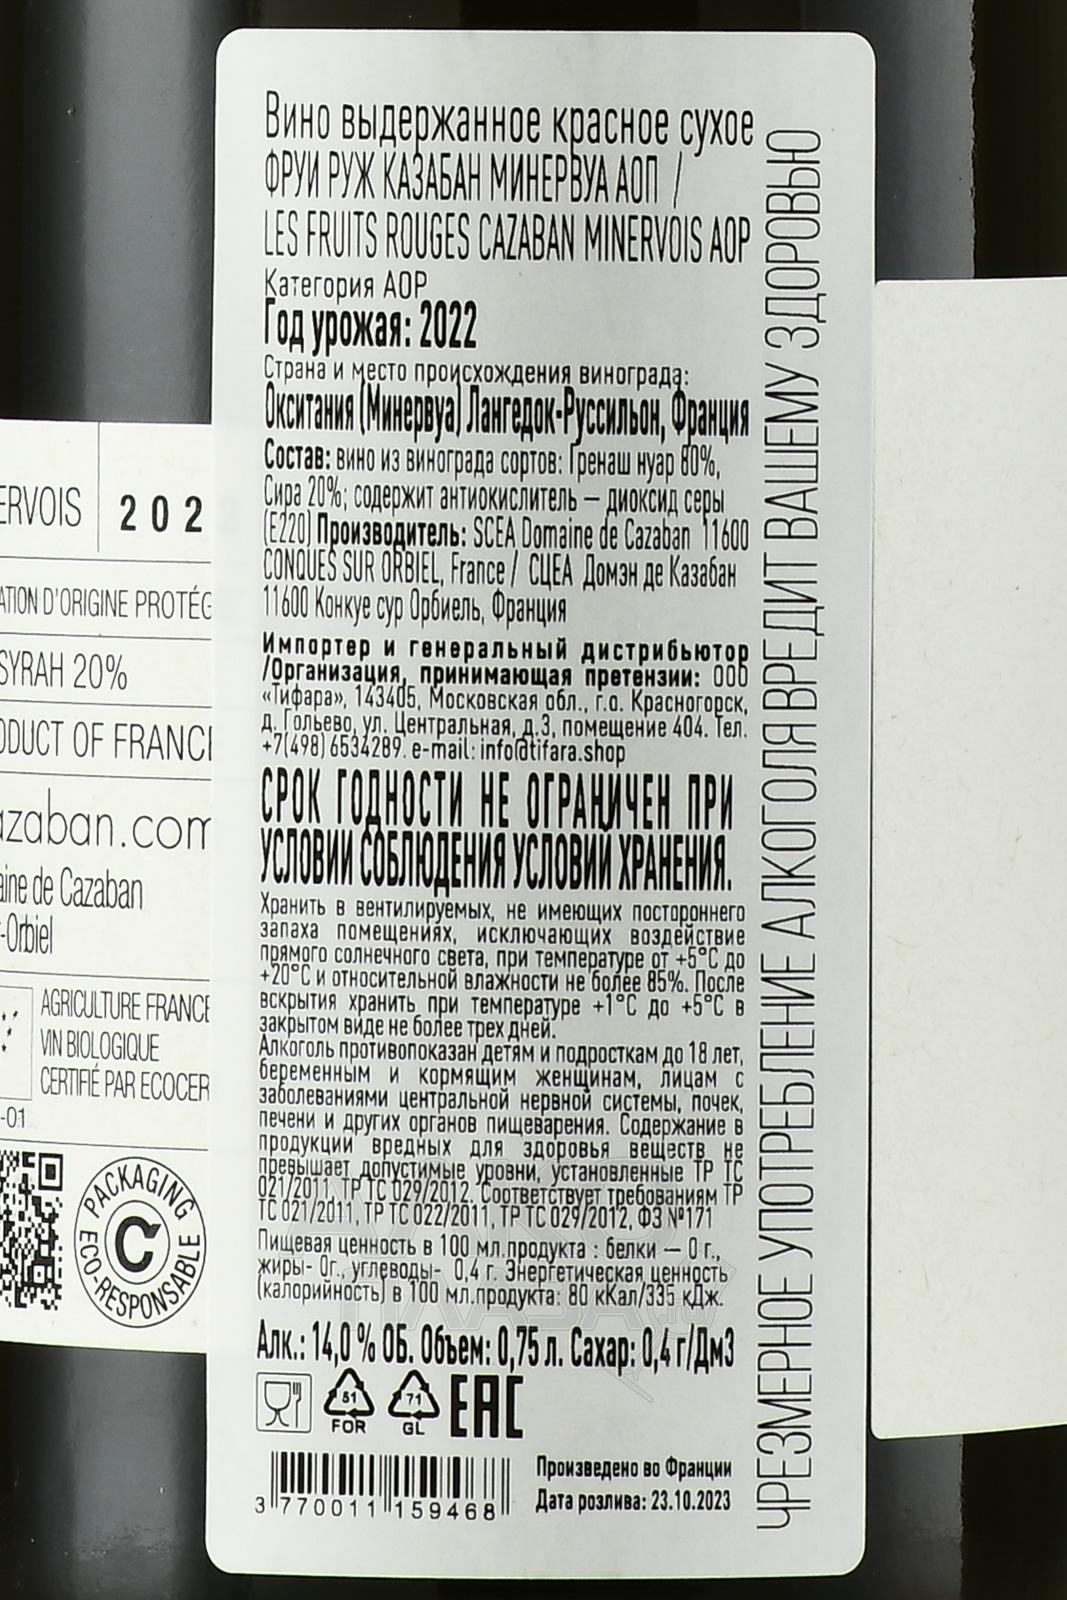 Вино выдержанное красное сухое
ФРУИ РУЖ КАЗАБАН МИНЕРВУА АОП /
LES FRUITS ROUGES CAZABAN MINERVOIS AOP
Категория АОР
Год урожая: 2022
Страна и место происхождения винограда:
Окситания (Минервуа) Лангедок-Руссильон, Франция
Состав: вино из винограда сортов: Гренаш нуар 80%,
Сира 20%; содержит антиокислитель — диоксид серы
(Е220) Производитель: SCEA Domaine de Cazaban 11600
CONQUES SUR ORBIEL, France / СЦЕА Домэн де Казабан
11600 Конкуе сур Орбиель, Франция
Импортер и генеральный дистрибьютор
/Организация, принимающая претензии: ООО
«Тифара», 143405, Московская обл., г.о. Красногорск,
д. Гольево, ул. Центральная, д.3, помещение 404. Тел.
+7(498) 6534289. e-mail: info@tifara.shop
СРОК ГОДНОСТИ НЕ ОГРАНИЧЕН ПРИ
УСЛОВИИ СОБЛЮДЕНИЯ УСЛОВИЙ ХРАНЕНИЯ.
Хранить в вентилируемых, не имеющих постороннего
запаха помещениях, исключающих воздействие
прямого солнечного света, при температуре от +5°С до
+20°С и относительной влажности не более 85%. После
вскрытия хранить при температуре +1°С до +5°С в
закрытом виде не более трех дней.
Алкоголь противопоказан детям и подросткам до 18 лет,
беременным и кормящим женщинам, лицам с
заболеваниями центральной нервной системы, почек,
печени и других органов пищеварения. Содержание в
продукции вредных для здоровья веществ не
превышает допустимые уровни, установленные ТР ТС
021/2011, ТР ТС 029/2012. Соответствует требованиям ТР
ТС 021/2011, ТР ТС 022/2011, ТР ТС 029/2012, ФЗ №171
Пищевая ценность в 100 мл.продукта : белки — 0 г.,
жиры- 0г., углеводы- 0,4 г. Энергетическая ценность
(калорийность) в 100 мл.продукта: 80 кКал/335 кДж.
Алк.: 14,0 % ОБ. Объем: 0,75 л. Сахар: 0,4 г/Дм3
51
FOR
71
GL
EAC
3 770011 159468
Произведено во Франции
Дата розлива: 23.10.2023
ЧРЕЗМЕРНОЕ УПОТРЕБЛЕНИЕ АЛКОГОЛЯ ВРЕДИТ ВАШЕМУ ЗДОРОВЬЮ
ERVOIS 202
ATION D'ORIGINE PROTÉG
SYRAH 20%
ODUCT OF FRANC
azaban.com
aine de Cazaban
-Orbiel
AGRICULTURE FRANCE
VIN BIOLOGIQUE
CERTIFIÉ PAR ECOCER
-01
PACKAGING
ECO-RESPONSABLE